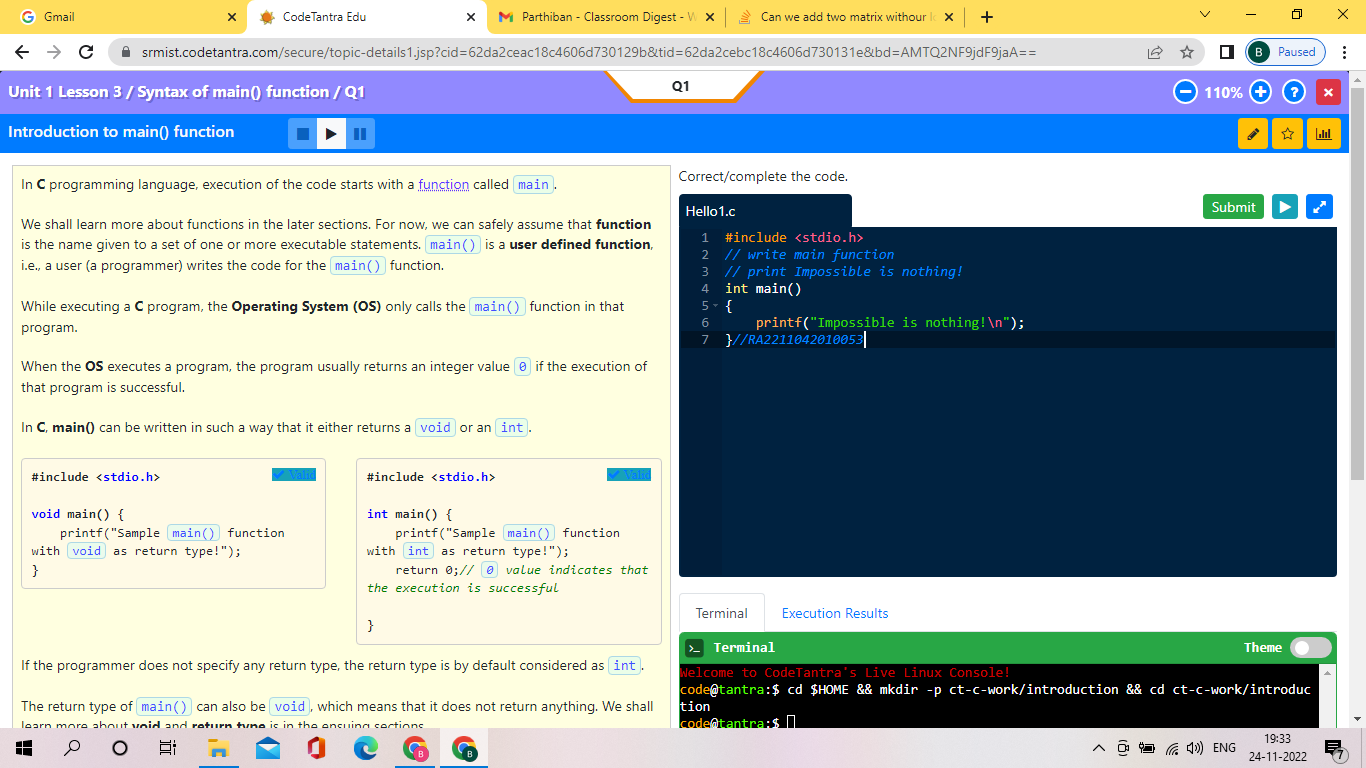 Gmail
CodeTantra Edu
Parthiban - Classroom Digest - W
Can we add two matrix withour l
srmist.codetantra.com/secure/topic-details1.jsp?cid=62da2ceac18c4606d730129b&tid=62da2cebc18c4606d730131e&bd=AMTQ2NF9jdF9jaA==
B Paused
Unit 1 Lesson 3 / Syntax of main() function / Q1
Q1
110%
Introduction to main() function
In C programming language, execution of the code starts with a function called main.
We shall learn more about functions in the later sections. For now, we can safely assume that function
is the name given to a set of one or more executable statements. main() is a user defined function,
i.e., a user (a programmer) writes the code for the main() function.
While executing a C program, the Operating System (OS) only calls the main() function in that
program.
When the OS executes a program, the program usually returns an integer value 0 if the execution of
that program is successful.
In C, main() can be written in such a way that it either returns a void or an int.
#include <stdio.h>
Valid
void main() {
printf("Sample main() function
with void as return type!");
}
#include <stdio.h>
Valid
int main() {
printf("Sample main() function
with int as return type!");
return 0;// 0 value indicates that
the execution is successful
}
If the programmer does not specify any return type, the return type is by default considered as int.
The return type of main() can also be void, which means that it does not return anything. We shall
learn more about void and return type is in the ensuing sections.
Correct/complete the code.
Hello1.c
Submit
1 #include <stdio.h>
2 // write main function
3 // print Impossible is nothing!
4 int main()
5 {
6 printf("Impossible is nothing!\n");
7 }//RA2211042010053
Terminal
Execution Results
Terminal
Theme
Welcome to CodeTantra's Live Linux Console!
code@tantra:$ cd $HOME && mkdir -p ct-c-work/introduction && cd ct-c-work/introduc
tion
code@tantra:$
ENG
19:33
24-11-2022
7